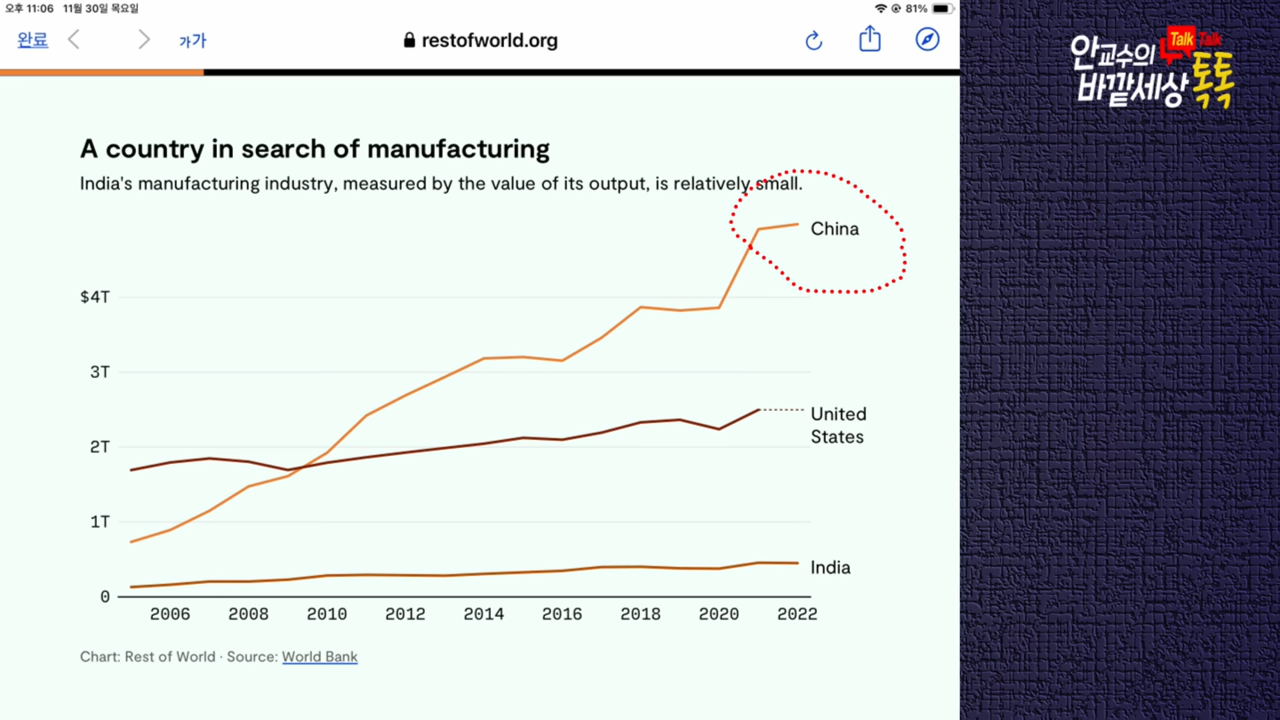 오후 11:06 11월 30일 목요일
81%
완료
가가
restofworld.org
안교수의
Talk Talk
바깥세상 톡톡
A country in search of manufacturing
India's manufacturing industry, measured by the value of its output, is relatively small.
China
$4T
3T
United
States
2T
1T
India
0
2006 2008 2010 2012 2014 2016 2018 2020 2022
Chart: Rest of World · Source: World Bank